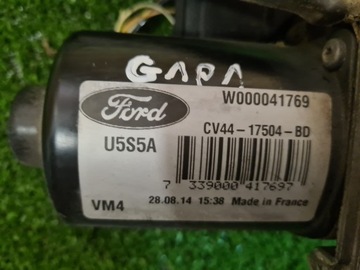 GAPA
Ford
W000041769
U5S5A
CV44-17504-BD
7 339000 417697
VM4
28.08.14 15:38 Made in France